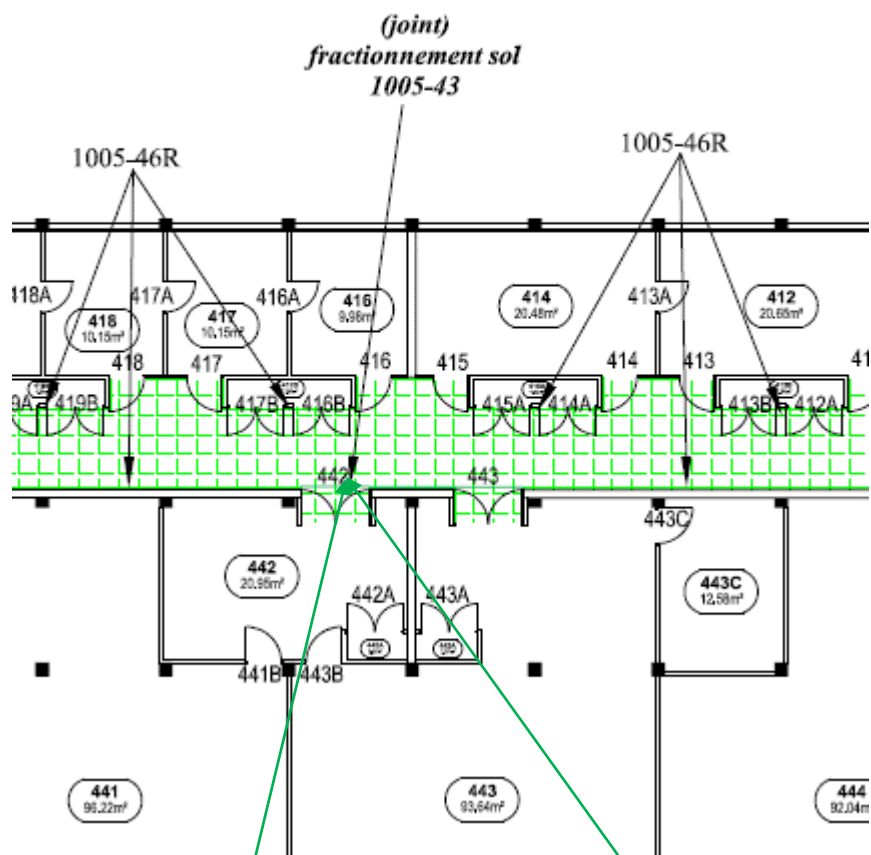 (joint)
fractionnement sol
1005-43
1005-46R
1005-46R
418A
417A
416A
413A
418
10.15m²
417
10.15m²
416
9.98m²
414
20.48m²
412
20.68m²
418
417
416
415
414
413
419B
417B
416B
415A
414A
413B
412A
442
443
443C
442
20.95m²
442A
443A
443C
12.58m²
441B
443B
441
96.22m²
443
93.64m²
444
92.04m²